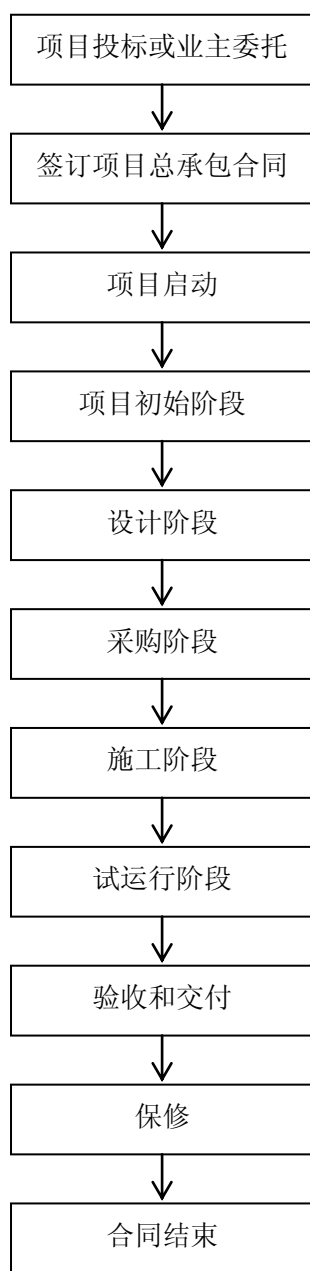 项目投标或业主委托
签订项目总承包合同
项目启动
项目初始阶段
设计阶段
采购阶段
施工阶段
试运行阶段
验收和交付
保修
合同结束